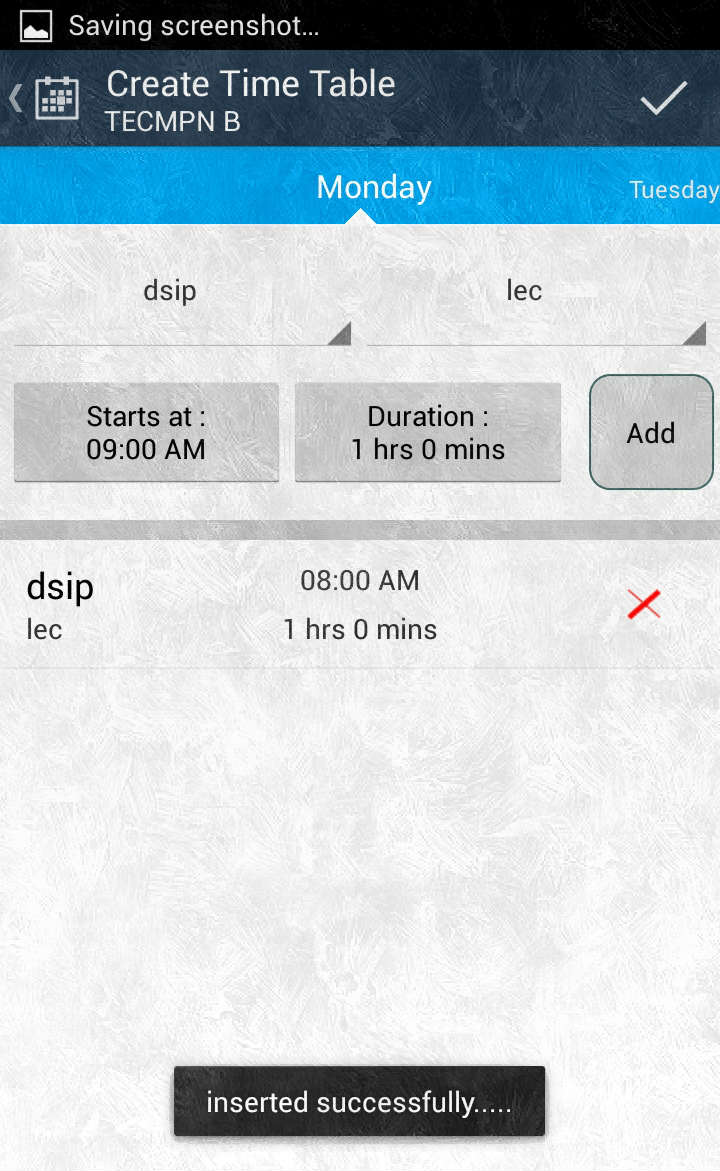 Saving screenshot...
Create Time Table
TECMPN B
Monday
Tuesday
dsip
lec
Starts at :
09:00 AM
Duration :
1 hrs 0 mins
Add
dsip
08:00 AM
lec
1 hrs 0 mins
inserted successfully.....